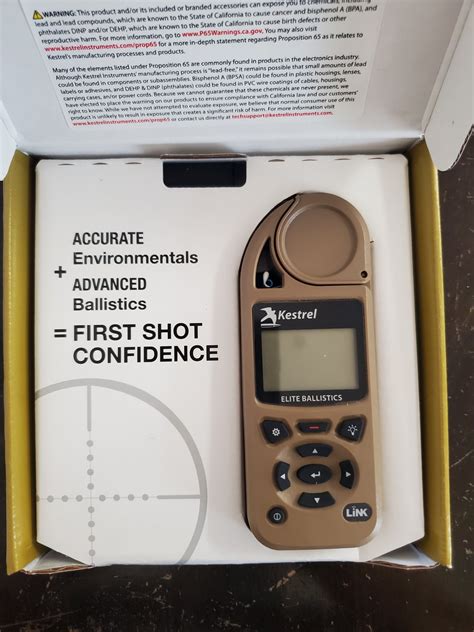 WARNING: This product and/or its included or branded accessories can expose you to chemicals, including
lead and lead compounds, which are known to the State of California to cause cancer and bisphenol A (BPA), and
phthalates DINP and/or DEHP, which are known to the State of California to cause birth defects or other
reproductive harm. For more information, go to www.P65Warnings.ca.gov. You may also visit
www.kestrelinstruments.com/prop65 for a more in-depth statement regarding Proposition 65 as it relates to
Kestrel's manufacturing processes and products.
Many of the elements listed under Proposition 65 are commonly found in products in the electronics industry.
Although Kestrel Instruments' manufacturing process is "lead-free," it remains possible that small amounts of lead
could be found in components or subassemblies. Bisphenol A (BPSA) could be found in plastic housings, lenses,
labels or adhesives, and DEHP & DINP (phthalates) could be found in PVC wire coatings of cables, housings,
carrying cases, and/or power cords. Because we cannot guarantee that these chemicals are never present, we
elected to place the warning on our products to ensure compliance with California law and our customers'
right to know. While we have not attempted to evaluate exposure, we believe that normal consumer use of this
product is unlikely to result in exposure that creates a significant risk of harm. For more information visit
www.kestrelinstruments.com/prop65 or contact us directly at techsupport@kestrelinstruments.com
ACCURATE
Environmentals
+
ADVANCED
Ballistics
= FIRST SHOT
CONFIDENCE
Kestrel
ELITE BALLISTICS
LiNK